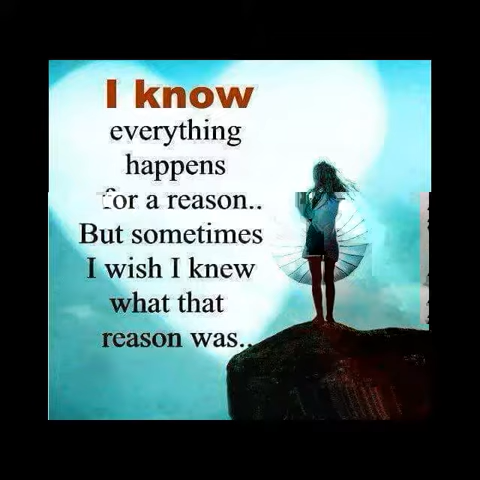 I know
everything
happens
for a reason..
But sometimes
I wish I knew
what that
reason was..